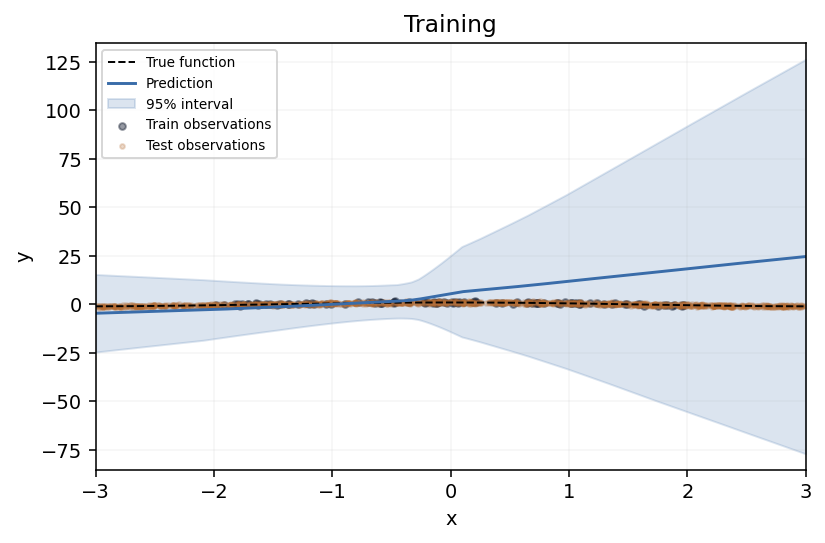 Training
True function
Prediction
95% interval
Train observations
Test observations
y
125
100
75
50
25
0
−25
−50
−75
−3
−2
−1
0
1
2
3
x